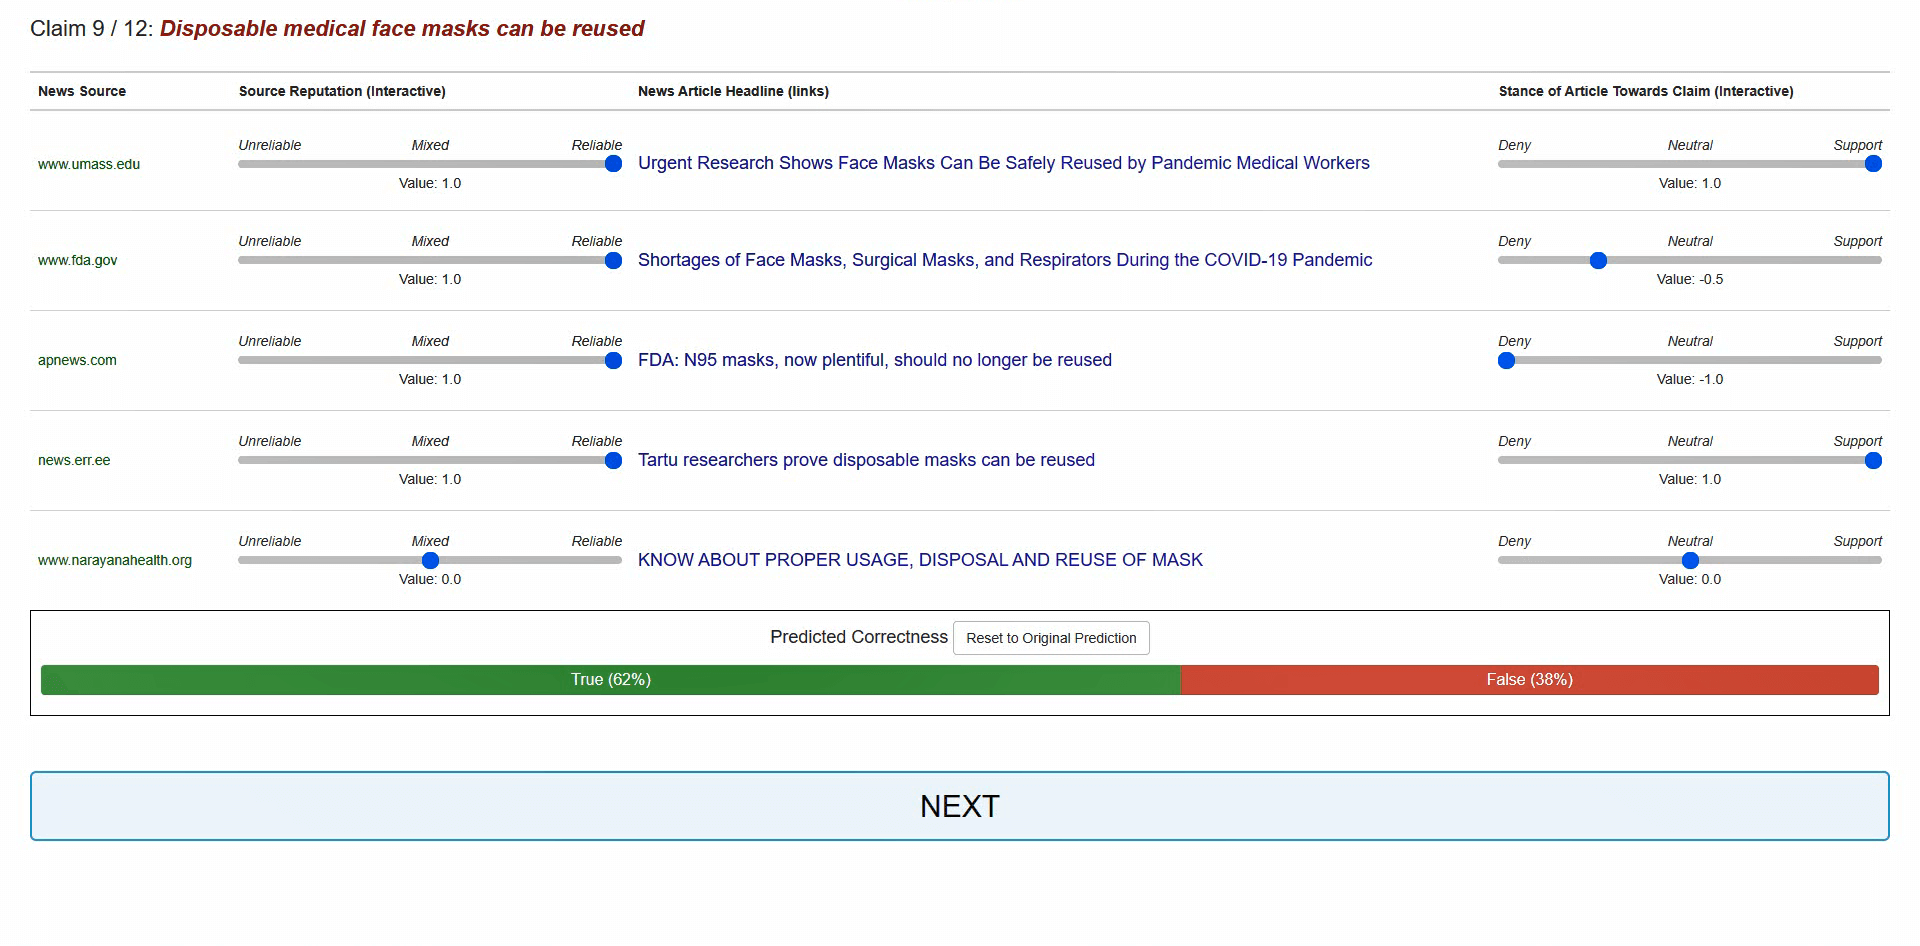 Claim 9 / 12: Disposable medical face masks can be reused
News Source Source Reputation (Interactive) News Article Headline (links) Stance of Article Towards Claim (Interactive)
Unreliable Mixed Reliable Deny Neutral Support
www.umass.edu Urgent Research Shows Face Masks Can Be Safely Reused by Pandemic Medical Workers
Value: 1.0 Value: 1.0
Unreliable Mixed Reliable Deny Neutral Support
www.fda.gov Shortages of Face Masks, Surgical Masks, and Respirators During the COVID-19 Pandemic
Value: 1.0 Value: -0.5
Unreliable Mixed Reliable Deny Neutral Support
apnews.com FDA: N95 masks, now plentiful, should no longer be reused
Value: 1.0 Value: -1.0
Unreliable Mixed Reliable Deny Neutral Support
news.err.ee Tartu researchers prove disposable masks can be reused
Value: 1.0 Value: 1.0
Unreliable Mixed Reliable Deny Neutral Support
www.narayanahealth.org KNOW ABOUT PROPER USAGE, DISPOSAL AND REUSE OF MASK
Value: 0.0 Value: 0.0
Predicted Correctness Reset to Original Prediction
True (62%) False (38%)
NEXT